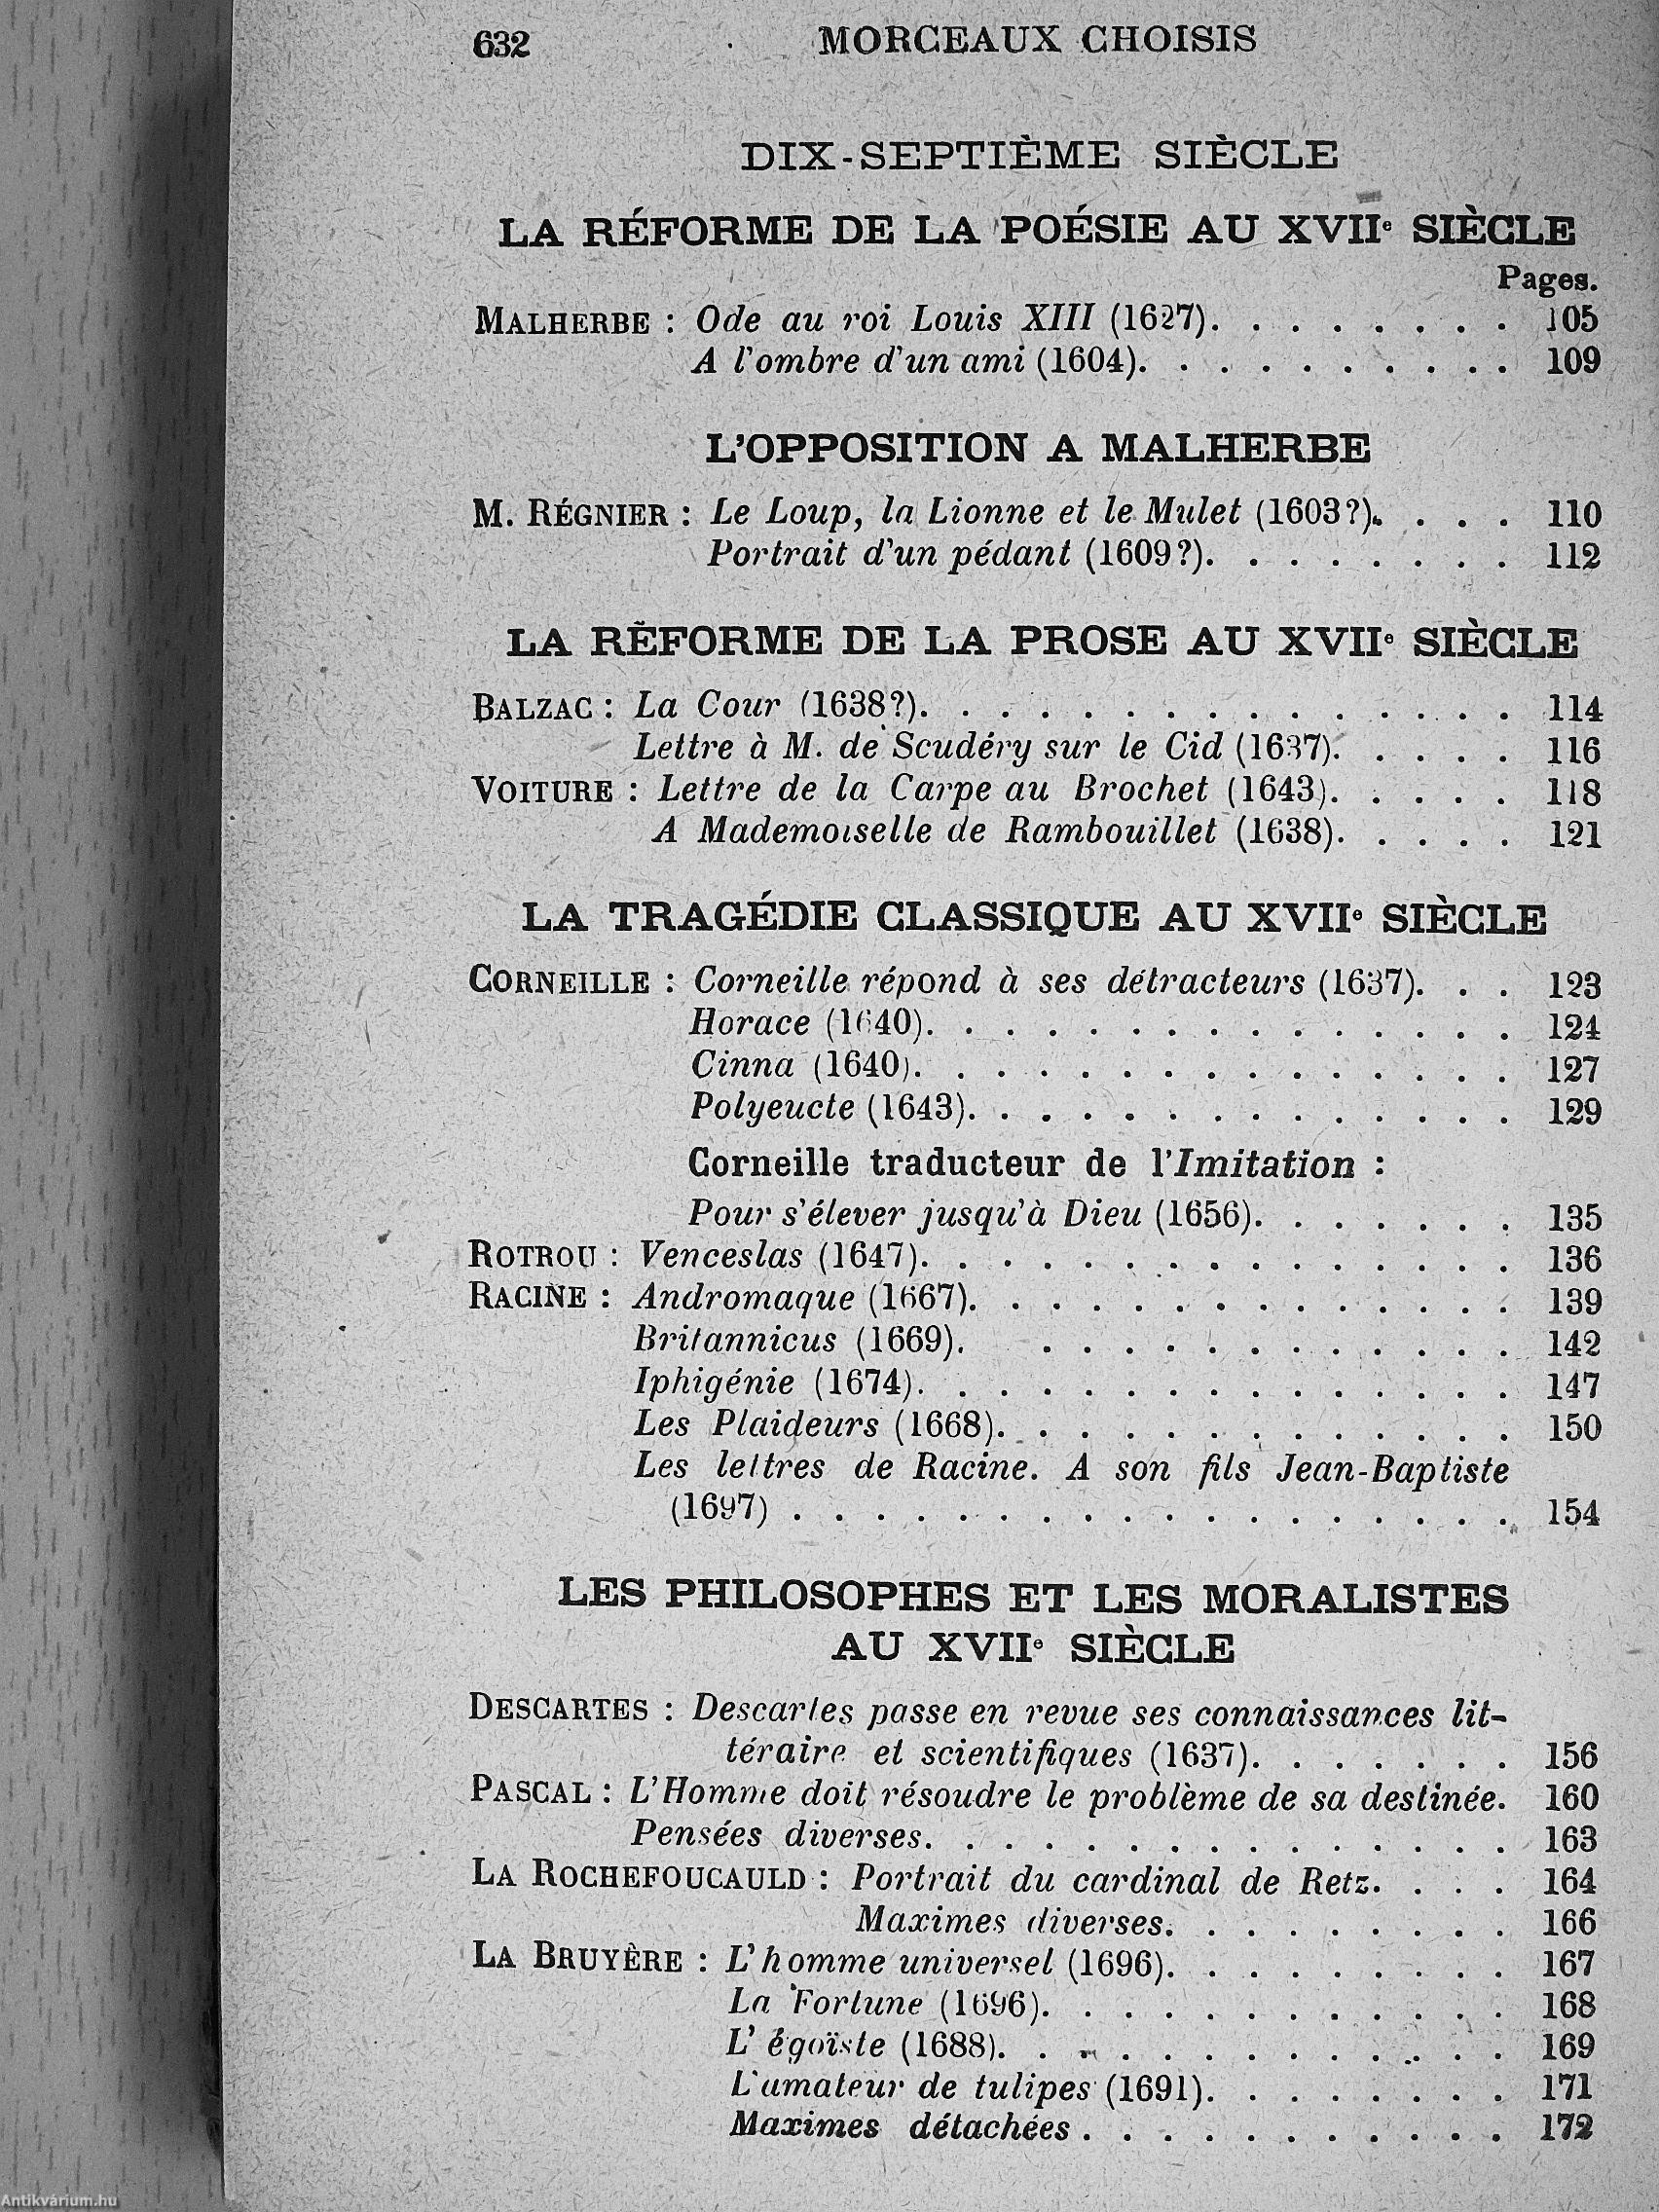 632 MORCEAUX CHOISIS
DIX-SEPTIÈME SIÈCLE
LA RÉFORME DE LA POÉSIE AU XVIIe SIÈCLE
Pages.
MALHERBE : Ode au roi Louis XIII (1627). . . . . . . . 105
A l'ombre d'un ami (1604). . . . . . . . . . 109
L'OPPOSITION A MALHERBE
M. RÉGNIER : Le Loup, la Lionne et le Mulet (1603?). . . . 110
Portrait d'un pédant (1609?). . . . . . . . 112
LA RÉFORME DE LA PROSE AU XVIIe SIÈCLE
BALZAC : La Cour (1638?). . . . . . . . . . . . . . . 114
Lettre à M. de Scudéry sur le Cid (1637). . . . . 116
VOITURE : Lettre de la Carpe au Brochet (1643). . . . . 118
A Mademoiselle de Rambouillet (1638). . . . . 121
LA TRAGÉDIE CLASSIQUE AU XVIIe SIÈCLE
CORNEILLE : Corneille répond à ses détracteurs (1637). . . 123
Horace (1640). . . . . . . . . . . . . . . 124
Cinna (1640). . . . . . . . . . . . . . . 127
Polyeucte (1643). . . . . . . . . . . . . . 129
Corneille traducteur de l'Imitation :
Pour s'élever jusqu'à Dieu (1656). . . . . . . 135
ROTROU : Venceslas (1647). . . . . . . . . . . . . . . 136
RACINE : Andromaque (1667). . . . . . . . . . . . . . 139
Britannicus (1669). . . . . . . . . . . . . 142
Iphigénie (1674). . . . . . . . . . . . . . . 147
Les Plaideurs (1668). . . . . . . . . . . . . 150
Les lettres de Racine. A son fils Jean-Baptiste
(1697) . . . . . . . . . . . . . . . . . . 154
LES PHILOSOPHES ET LES MORALISTES
AU XVIIe SIÈCLE
DESCARTES : Descartes passe en revue ses connaissances lit-
téraire et scientifiques (1637). . . . . . . 156
PASCAL : L'Homme doit résoudre le problème de sa destinée. 160
Pensées diverses. . . . . . . . . . . . . . . 163
LA ROCHEFOUCAULD : Portrait du cardinal de Retz. . . . 164
Maximes diverses. . . . . . . . . 166
LA BRUYÈRE : L'homme universel (1696). . . . . . . . . 167
La Fortune (1696). . . . . . . . . . . . 168
L'égoïste (1688). . . . . . . . . . . . . 169
L'amateur de tulipes (1691). . . . . . . . 171
Maximes détachées . . . . . . . . . . . 172
Antikvárium.hu